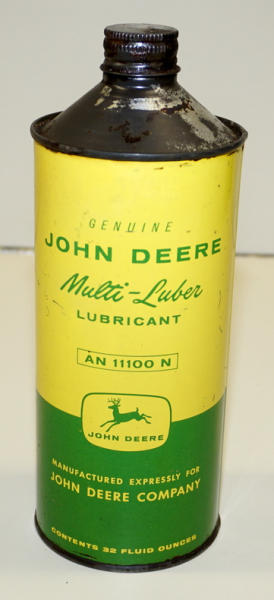 GENUINE
JOHN DEERE
Multi-Luber
LUBRICANT
AN 11100 N
JOHN DEERE
MANUFACTURED EXPRESSLY FOR
JOHN DEERE COMPANY
CONTENTS 32 FLUID OUNCES